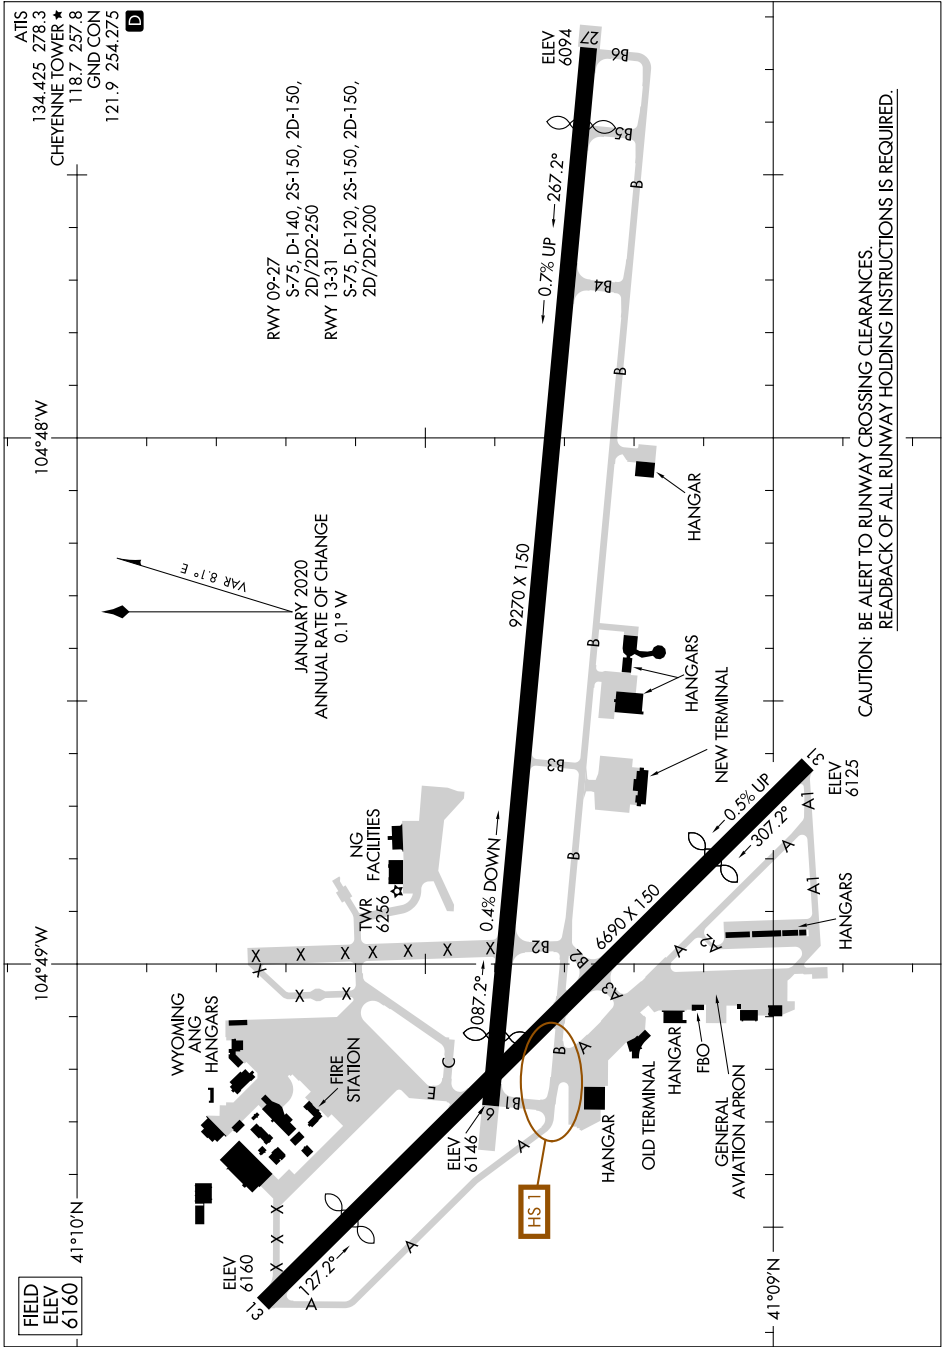 ATIS
134.425 278.3
CHEYENNE TOWER★
118.7 257.8
GND CON
121.9 254.275
D
FIELD
ELEV
6160
41°10'N
41°09'N
104°49'W
104°48'W
RWY 09-27
S-75, D-140, 2S-150, 2D-150,
2D/2D2-250
RWY 13-31
S-75, D-120, 2S-150, 2D-150,
2D/2D2-200
VAR 8.1° E
JANUARY 2020
ANNUAL RATE OF CHANGE
0.1° W
WYOMING
ANG
HANGARS
FIRE
STATION
NG
FACILITIES
TWR
6256
ELEV
6160
13
127.2°
X
X
X
X
X
X
X
X
X
X
X
X
A
A
A
E
C
ELEV
6146
9
087.2°
0.4% DOWN
9270 X 150
0.7% UP
267.2°
ELEV
6094
27
B1
B
A
HS 1
B2
B2
A3
B3
B
B
B
B
B4
B5
B6
6690 X 150
0.5% UP
307.2°
31
ELEV
6125
A
A2
A
A1
A1
HANGAR
OLD TERMINAL
HANGAR
FBO
GENERAL
AVIATION APRON
HANGARS
NEW TERMINAL
HANGARS
HANGAR
CAUTION: BE ALERT TO RUNWAY CROSSING CLEARANCES.
READBACK OF ALL RUNWAY HOLDING INSTRUCTIONS IS REQUIRED.